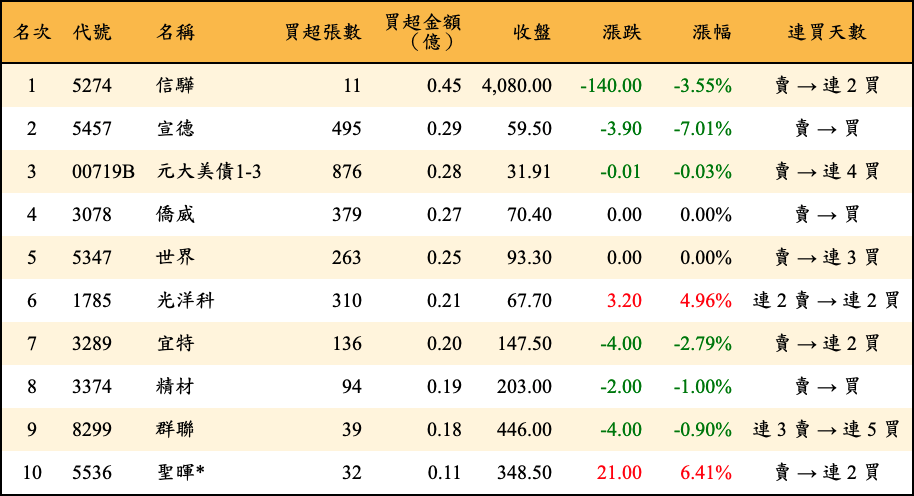 名次 代號 名稱 買超張數 買超金額（億） 收盤 漲跌 漲幅 連買天數
1 5274 信驊 11 0.45 4,080.00 -140.00 -3.55% 賣 → 連 2 買
2 5457 宣德 495 0.29 59.50 -3.90 -7.01% 賣 → 買
3 00719B 元大美債1-3 876 0.28 31.91 -0.01 -0.03% 賣 → 連 4 買
4 3078 僑威 379 0.27 70.40 0.00 0.00% 賣 → 買
5 5347 世界 263 0.25 93.30 0.00 0.00% 賣 → 連 3 買
6 1785 光洋科 310 0.21 67.70 3.20 4.96% 連 2 賣 → 連 2 買
7 3289 宜特 136 0.20 147.50 -4.00 -2.79% 賣 → 連 2 買
8 3374 精材 94 0.19 203.00 -2.00 -1.00% 賣 → 買
9 8299 群聯 39 0.18 446.00 -4.00 -0.90% 連 3 賣 → 連 5 買
10 5536 聖暉* 32 0.11 348.50 21.00 6.41% 賣 → 連 2 買